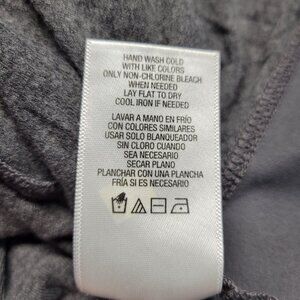 HAND WASH COLD
WITH LIKE COLORS
ONLY NON-CHLORINE BLEACH
WHEN NEEDED
LAY FLAT TO DRY
COOL IRON IF NEEDED
LAVAR A MANO EN FRÍO
CON COLORES SIMILARES
USAR SOLO BLANQUEADOR
SIN CLORO CUANDO
SEA NECESARIO
SECAR PLANO
PLANCHAR CON UNA PLANCHA
FRÍA SI ES NECESARIO